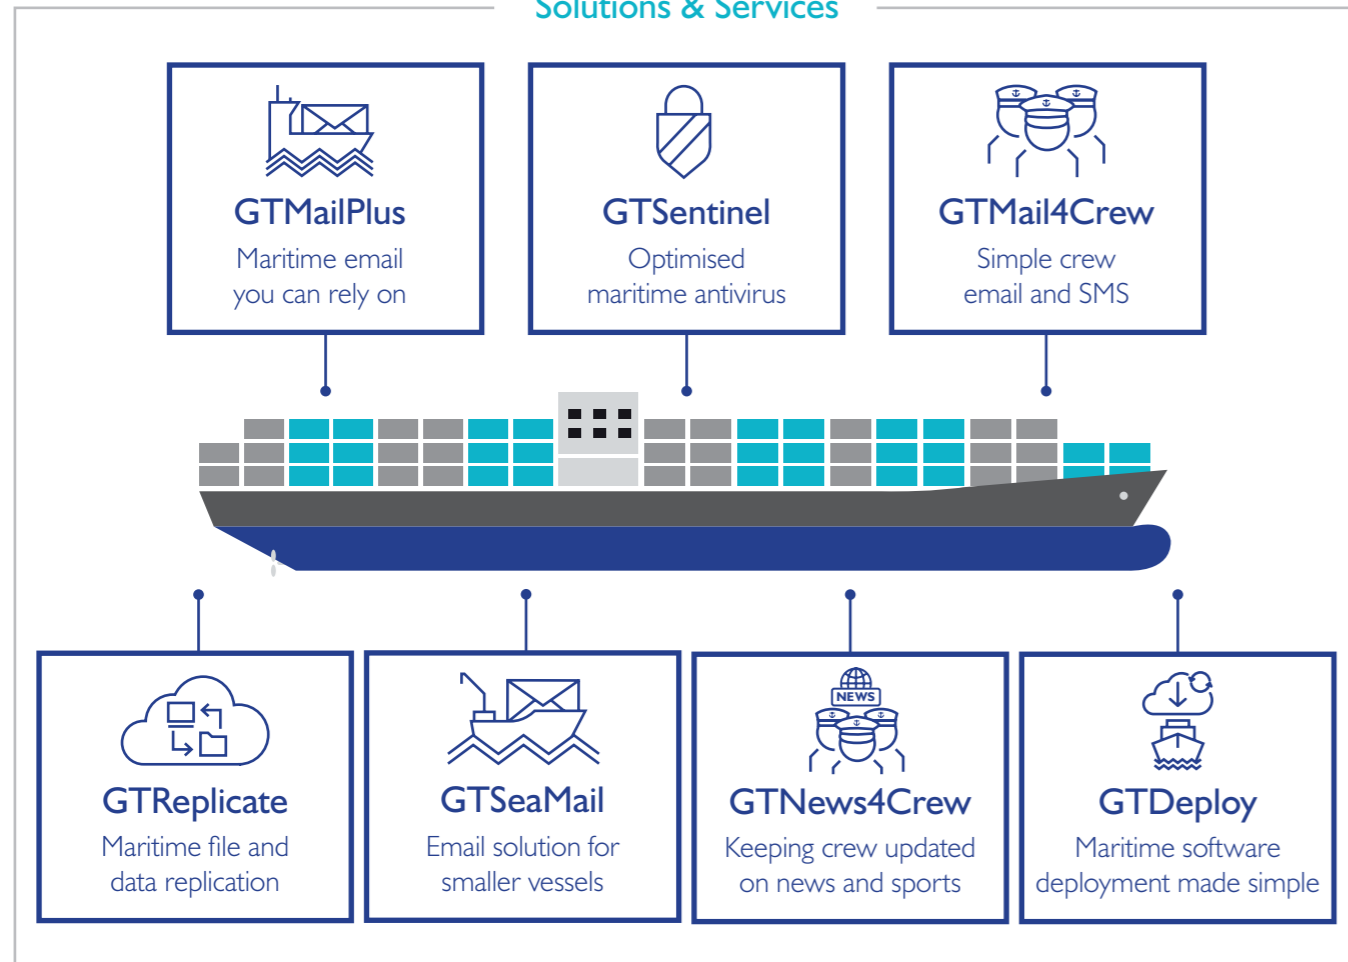 Solutions & Services
GTMailPlus
Maritime email
you can rely on
GTSentinel
Optimised
maritime antivirus
GTMail4Crew
Simple crew
email and SMS
GTReplicate
Maritime file and
data replication
GTSeaMail
Email solution for
smaller vessels
NEWS
GTNews4Crew
Keeping crew updated
on news and sports
GTDeploy
Maritime software
deployment made simple